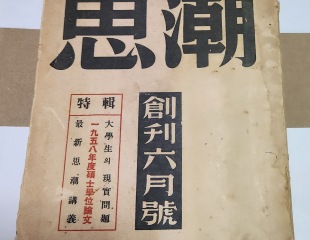 思潮
創刊六月號
特輯
大學生의 現實問題
一九五八年度碩士學位論文
最新思潮講義